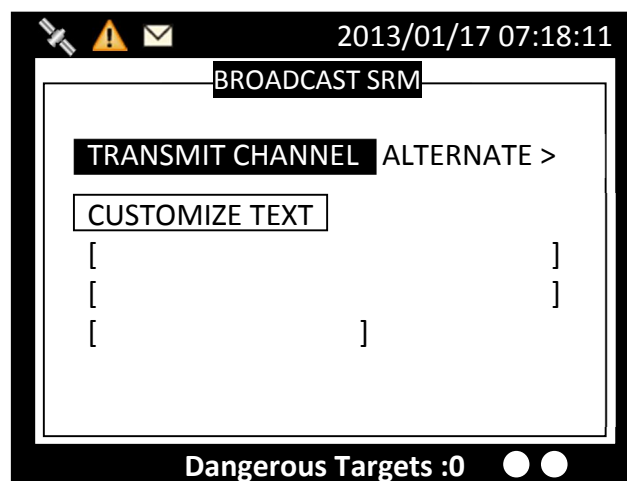 2013/01/17 07:18:11
BROADCAST SRM
TRANSMIT CHANNEL ALTERNATE >
CUSTOMIZE TEXT
[ ]
[ ]
[ ]
Dangerous Targets :0